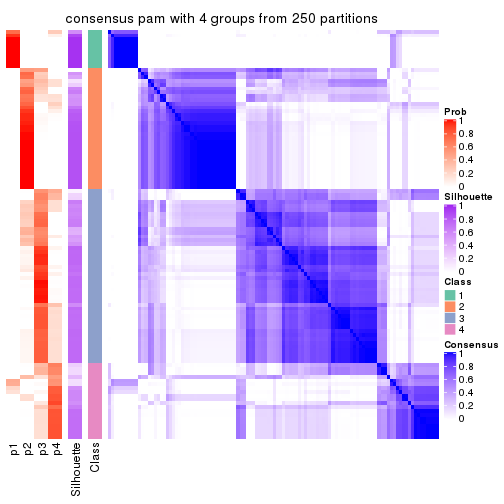 consensus pam with 4 groups from 250 partitions
Prob
1
0.8
0.6
0.4
0.2
0
Silhouette
1
0.8
0.6
0.4
0.2
0
Class
1
2
3
4
Consensus
1
0.8
0.6
0.4
0.2
0
p1
p2
p3
p4
Silhouette
Class